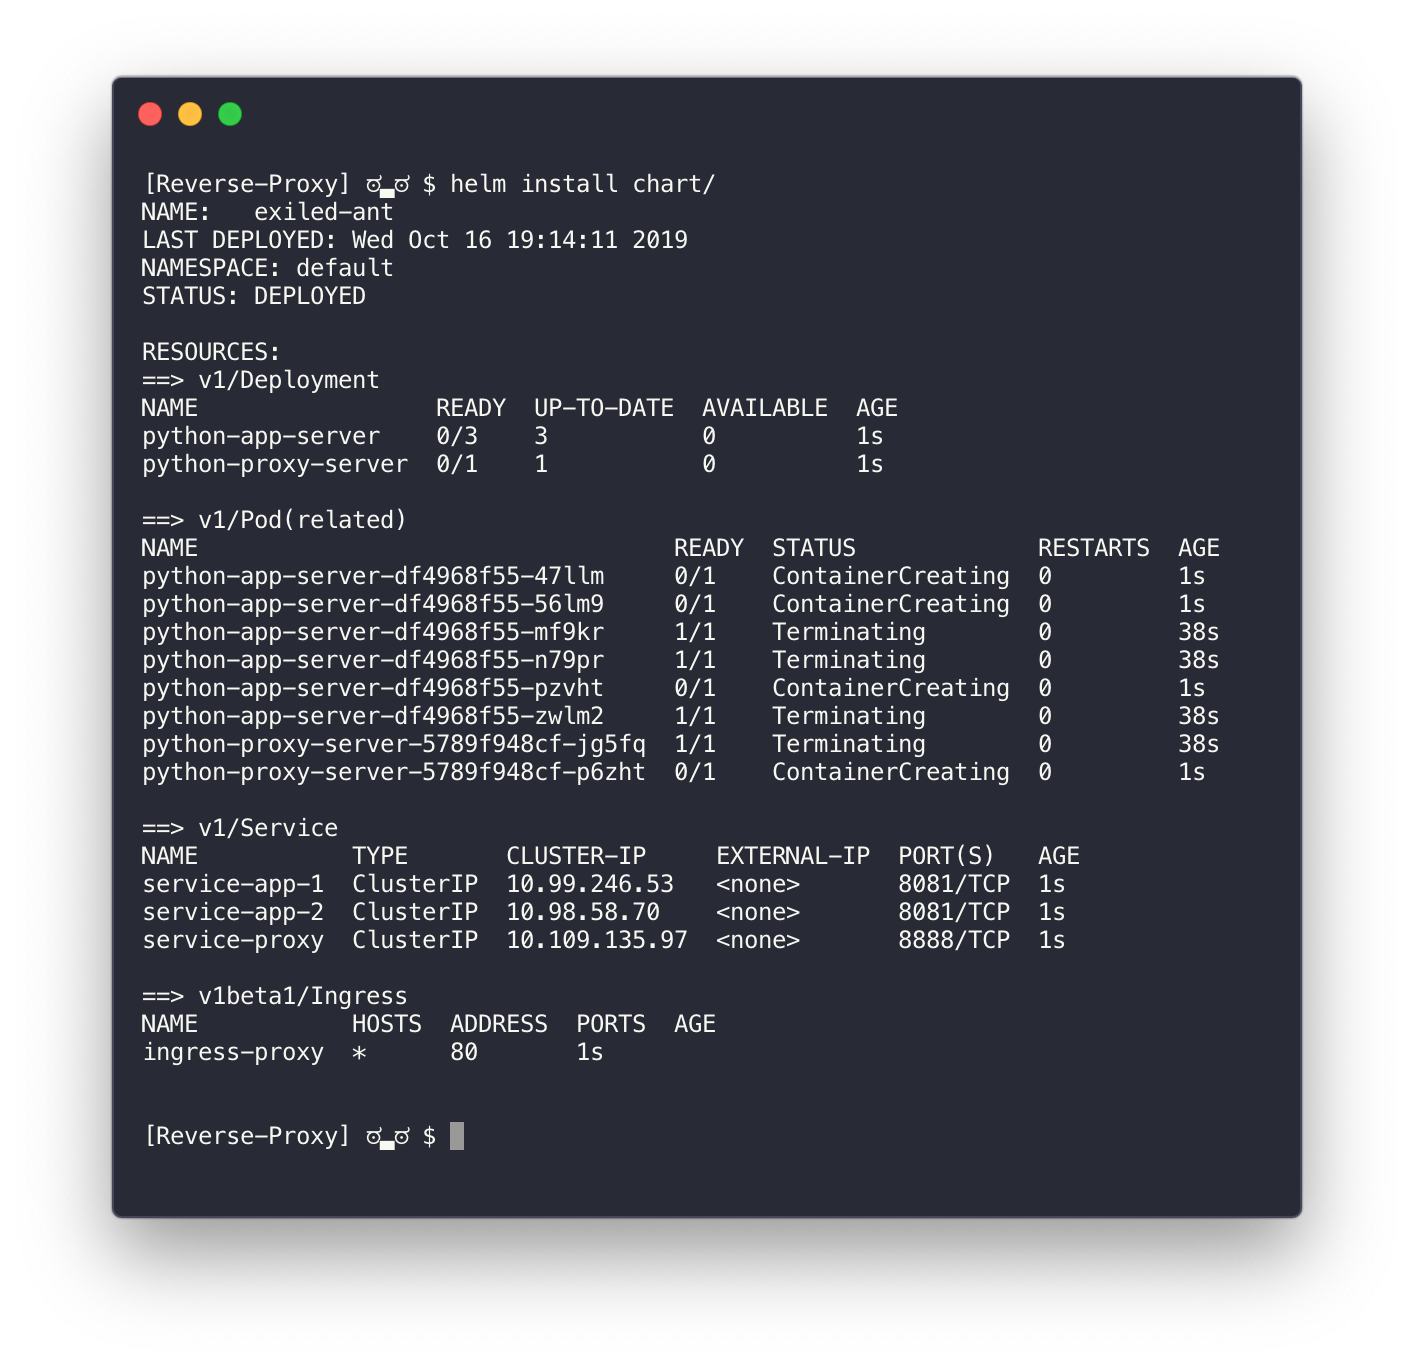 [Reverse-Proxy] ಠ▃ಠ $ helm install chart/
NAME:   exiled-ant
LAST DEPLOYED: Wed Oct 16 19:14:11 2019
NAMESPACE: default
STATUS: DEPLOYED
RESOURCES:
==> v1/Deployment
NAME                 READY  UP-TO-DATE  AVAILABLE  AGE
python-app-server    0/3    3           0          1s
python-proxy-server  0/1    1           0          1s
==> v1/Pod(related)
NAME                                  READY  STATUS             RESTARTS  AGE
python-app-server-df4968f55-47llm     0/1    ContainerCreating  0         1s
python-app-server-df4968f55-56lm9     0/1    ContainerCreating  0         1s
python-app-server-df4968f55-mf9kr     1/1    Terminating        0         38s
python-app-server-df4968f55-n79pr     1/1    Terminating        0         38s
python-app-server-df4968f55-pzvht     0/1    ContainerCreating  0         1s
python-app-server-df4968f55-zwlm2     1/1    Terminating        0         38s
python-proxy-server-5789f948cf-jg5fq  1/1    Terminating        0         38s
python-proxy-server-5789f948cf-p6zht  0/1    ContainerCreating  0         1s
==> v1/Service
NAME           TYPE       CLUSTER-IP     EXTERNAL-IP  PORT(S)   AGE
service-app-1  ClusterIP  10.99.246.53   <none>       8081/TCP  1s
service-app-2  ClusterIP  10.98.58.70    <none>       8081/TCP  1s
service-proxy  ClusterIP  10.109.135.97  <none>       8888/TCP  1s
==> v1beta1/Ingress
NAME           HOSTS  ADDRESS  PORTS  AGE
ingress-proxy  *      80       1s
[Reverse-Proxy] ಠ▃ಠ $